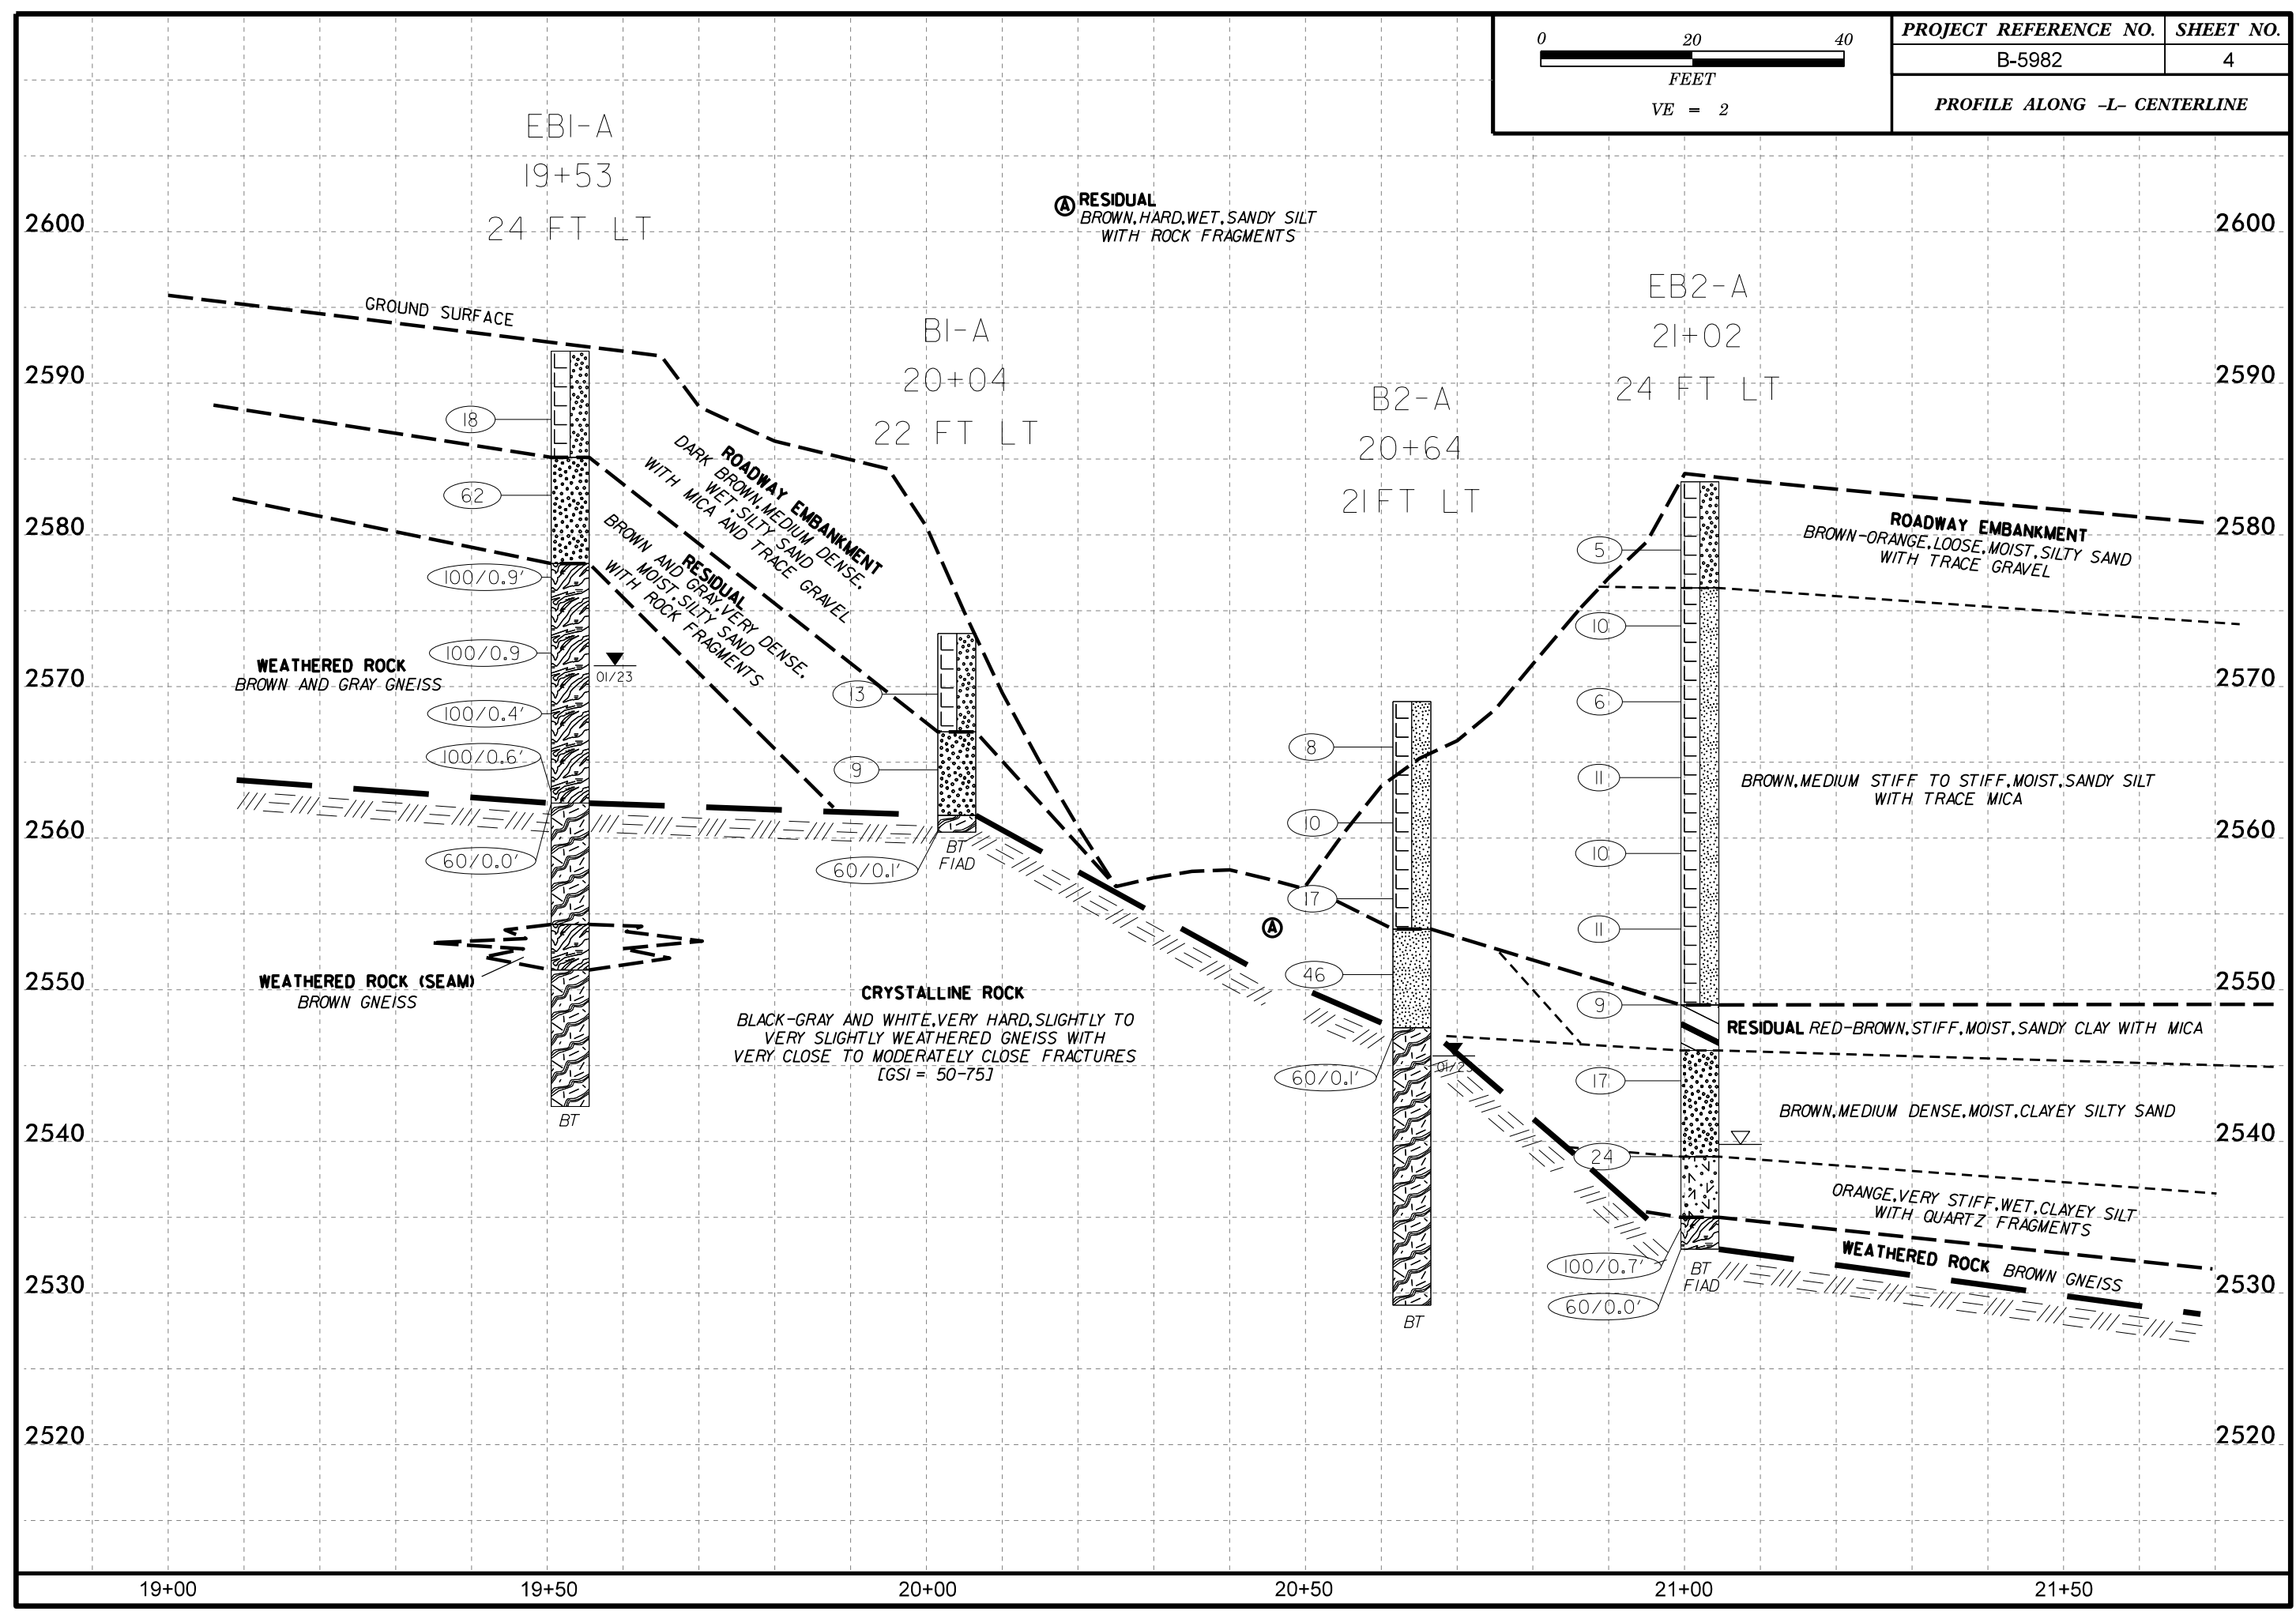 0 20 40
FEET
VE = 2
PROJECT REFERENCE NO.
SHEET NO.
B-5982
4
PROFILE ALONG -L- CENTERLINE
EB1-A
19+53
24 FT LT
Ⓐ RESIDUAL
BROWN, HARD, WET, SANDY SILT
WITH ROCK FRAGMENTS
2600
2600
EB2-A
21+02
24 FT LT
GROUND SURFACE
B1-A
20+04
22 FT LT
B2-A
20+64
21 FT LT
2590
2590
18
62
100/0.9'
100/0.9
100/0.4'
100/0.6'
60/0.0'
01/23
ROADWAY EMBANKMENT
DARK BROWN, MEDIUM DENSE,
WET, SILTY SAND
WITH MICA AND TRACE GRAVEL
RESIDUAL
BROWN AND GRAY, VERY DENSE,
MOIST, SILTY SAND
WITH ROCK FRAGMENTS
2580
2580
ROADWAY EMBANKMENT
BROWN-ORANGE, LOOSE, MOIST, SILTY SAND
WITH TRACE GRAVEL
WEATHERED ROCK
BROWN AND GRAY GNEISS
2570
2570
13
9
60/0.1'
BT
FIAD
8
10
17
46
60/0.1'
01/23
5
10
6
11
10
11
9
17
24
100/0.7'
60/0.0'
BROWN, MEDIUM STIFF TO STIFF, MOIST, SANDY SILT
WITH TRACE MICA
2560
2560
Ⓐ
WEATHERED ROCK (SEAM)
BROWN GNEISS
2550
2550
CRYSTALLINE ROCK
BLACK-GRAY AND WHITE, VERY HARD, SLIGHTLY TO
VERY SLIGHTLY WEATHERED GNEISS WITH
VERY CLOSE TO MODERATELY CLOSE FRACTURES
[GSI = 50-75]
RESIDUAL RED-BROWN, STIFF, MOIST, SANDY CLAY WITH MICA
BT
BROWN, MEDIUM DENSE, MOIST, CLAYEY SILTY SAND
2540
2540
ORANGE, VERY STIFF, WET, CLAYEY SILT
WITH QUARTZ FRAGMENTS
WEATHERED ROCK BROWN GNEISS
BT
FIAD
2530
2530
BT
2520
2520
19+00 19+50 20+00 20+50 21+00 21+50